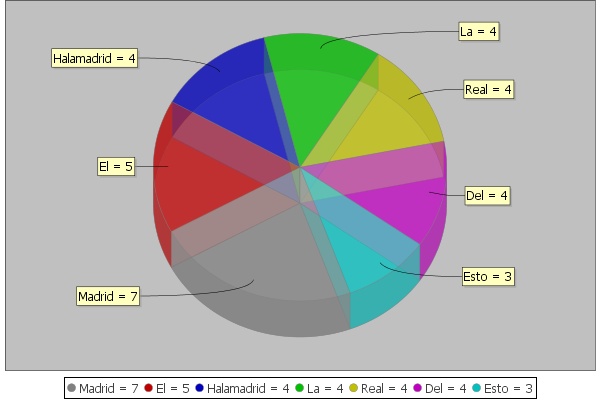 La = 4
Halamadrid = 4
Real = 4
El = 5
Del = 4
Esto = 3
Madrid = 7
Madrid = 7 El = 5 Halamadrid = 4 La = 4 Real = 4 Del = 4 Esto = 3